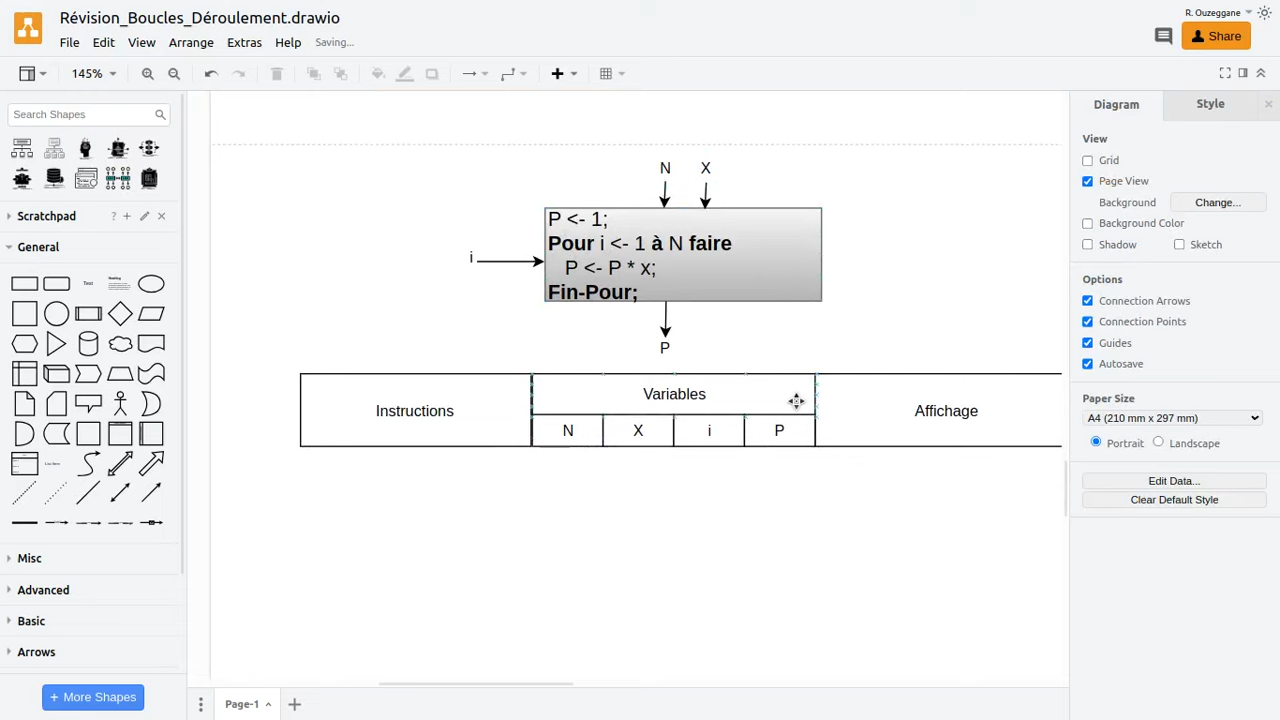 Révision_Boucles_Déroulement.drawio
R. Ouzeggane
File Edit View Arrange Extras Help Saving...
Share
145%
Search Shapes
Scratchpad
?
General
Text
Heading
List Item
Misc
Advanced
Basic
Arrows
+ More Shapes
N X
P <- 1;
Pour i <- 1 à N faire
P <- P * x;
Fin-Pour;
i
P
Instructions
Variables
Affichage
N X i P
Page-1
Diagram
Style
View
Grid
Page View
Background
Change...
Background Color
Shadow
Sketch
Options
Connection Arrows
Connection Points
Guides
Autosave
Paper Size
A4 (210 mm x 297 mm)
Portrait
Landscape
Edit Data...
Clear Default Style